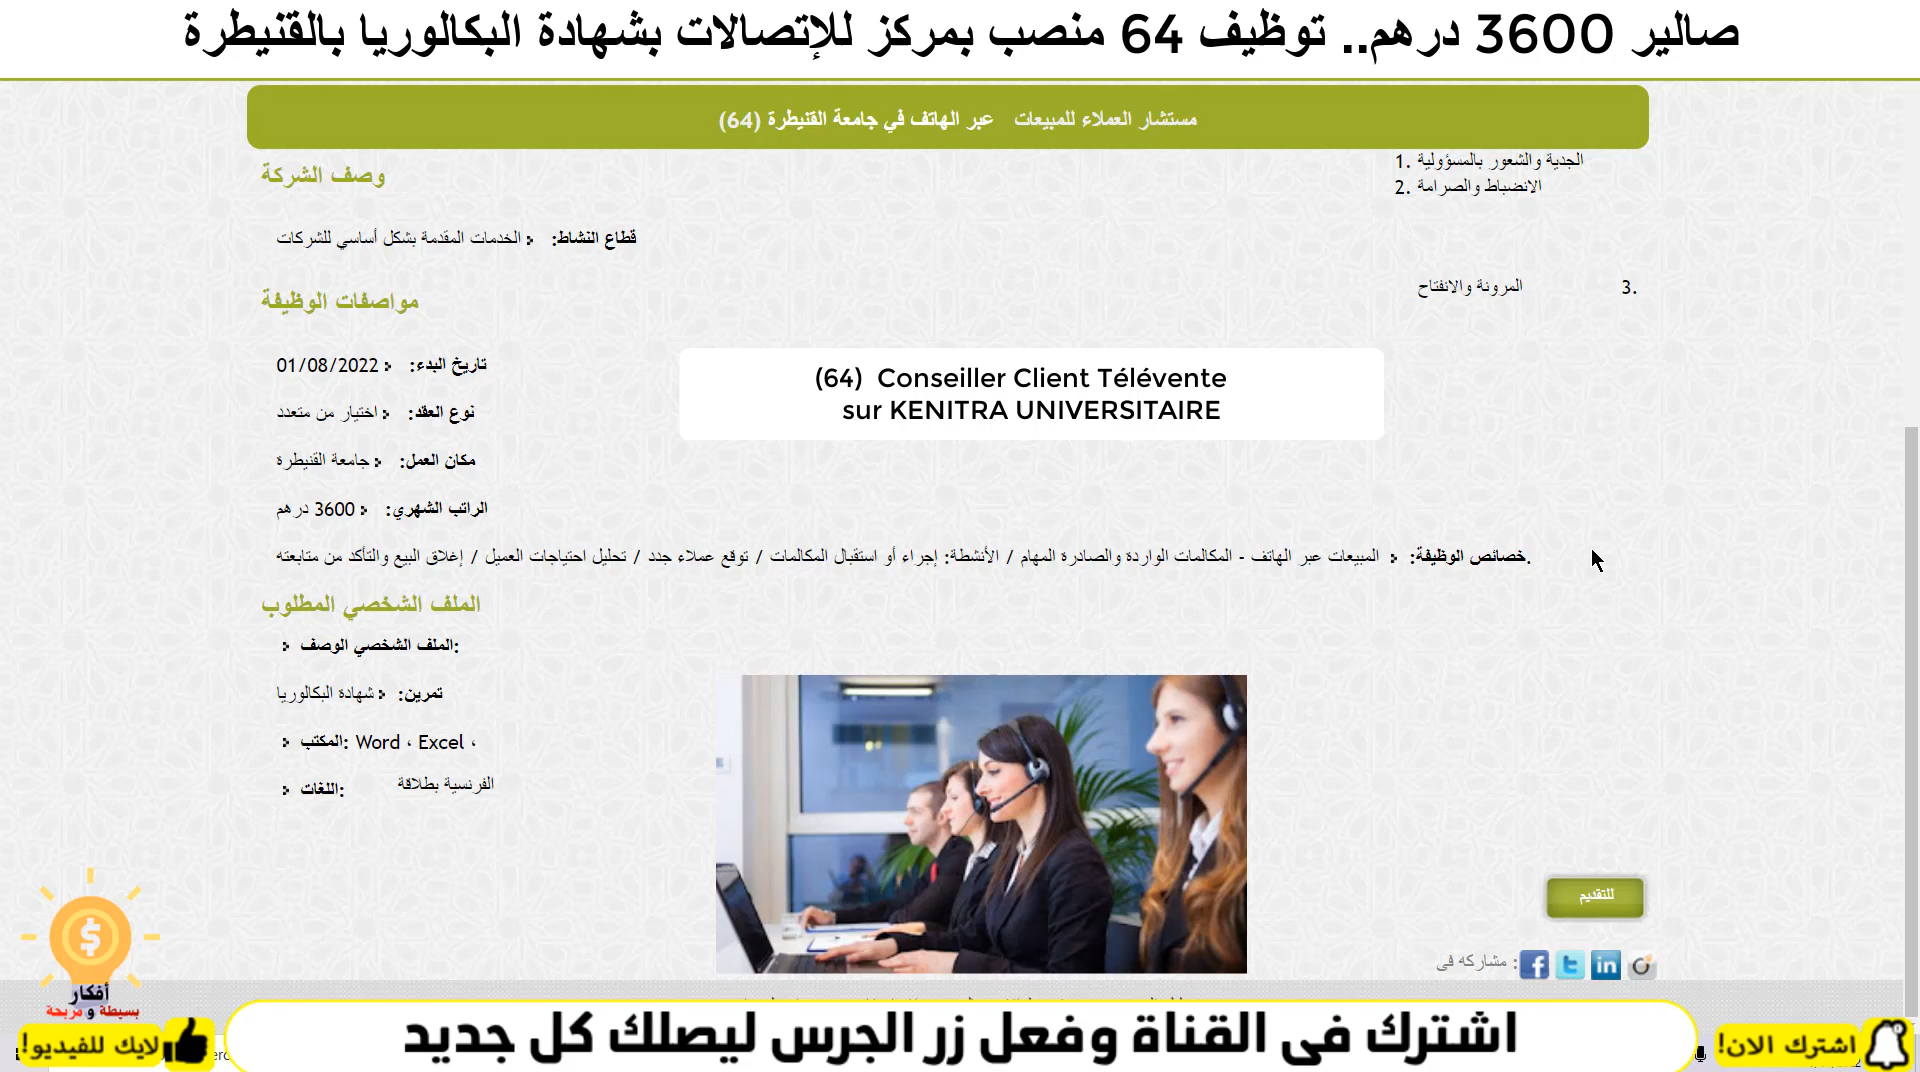 صالير 3600 درهم.. توظيف 64 منصب بمركز للإتصالات بشهادة البكالوريا بالقنيطرة
مستشار العملاء للمبيعات عبر الهاتف في جامعة القنيطرة (64)
1. الجدية والشعور بالمسؤولية
2. الانضباط والصرامة
3. المرونة والانفتاح
وصف الشركة
قطاع النشاط: الخدمات المقدمة بشكل أساسي للشركات
مواصفات الوظيفة
تاريخ البدء: 01/08/2022
نوع العقد: اختيار من متعدد
مكان العمل: جامعة القنيطرة
الراتب الشهري: 3600 درهم
(64) Conseiller Client Télévente
sur KENITRA UNIVERSITAIRE
خصائص الوظيفة: المبيعات عبر الهاتف - المكالمات الواردة والصادرة المهام / الأنشطة: إجراء أو استقبال المكالمات / توقع عملاء جدد / تحليل احتياجات العميل / إغلاق البيع والتأكد من متابعته.
الملف الشخصي المطلوب
الملف الشخصي الوصف:
تمرين: شهادة البكالوريا
المكتب: Word ، Excel ،
اللغات: الفرنسية بطلاقة
للتقديم
مشاركه فى :
أفكار
بسيطة و مربحة
لايك للفيديو!
اشترك فى القناة وفعل زر الجرس ليصلك كل جديد
اشترك الان!